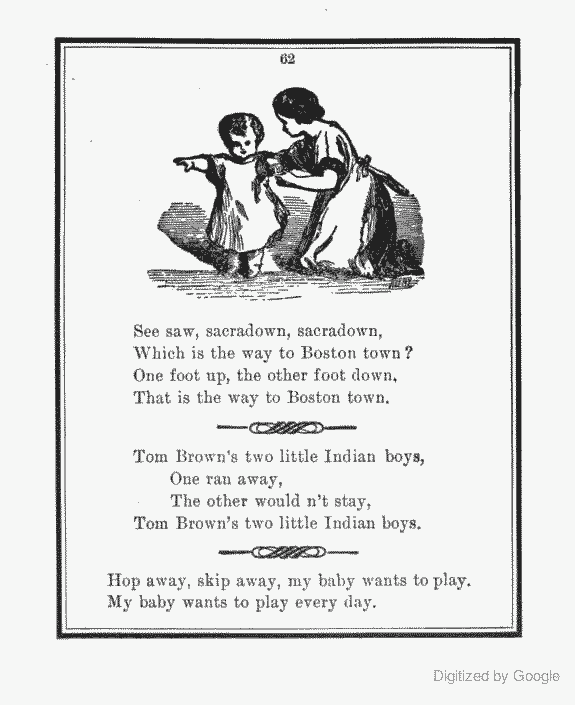 62
See saw, sacradown, sacradown,
Which is the way to Boston town?
One foot up, the other foot down,
That is the way to Boston town.
Tom Brown's two little Indian boys,
One ran away,
The other would n't stay,
Tom Brown's two little Indian boys.
Hop away, skip away, my baby wants to play.
My baby wants to play every day.
Digitized by Google